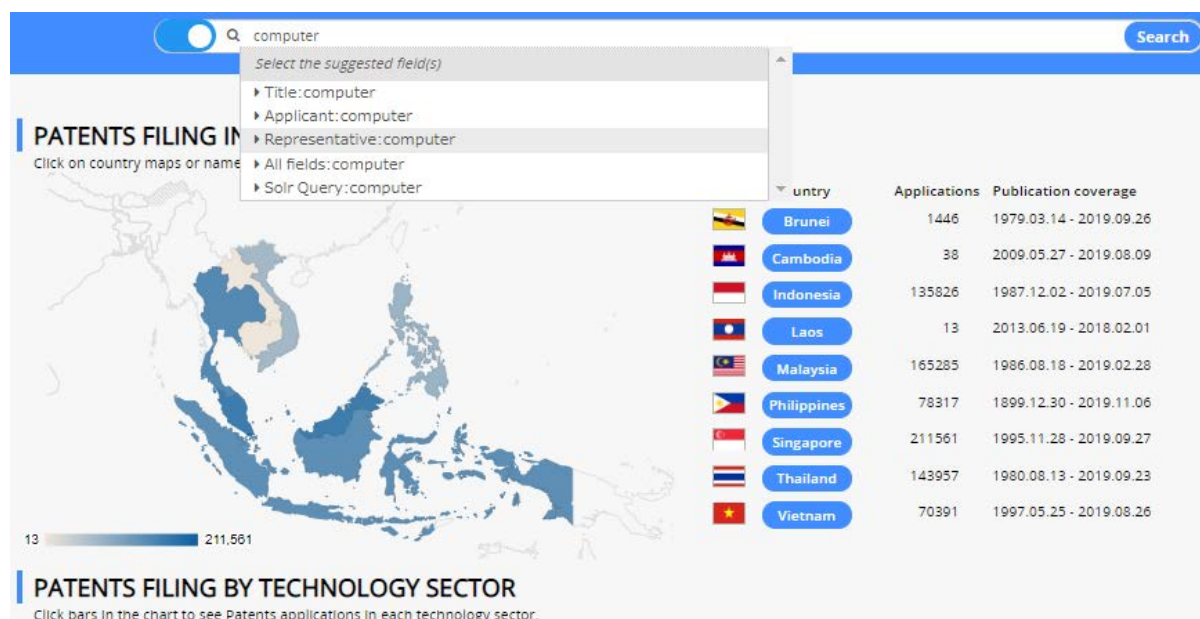 computer
Search
Select the suggested field(s)
Title:computer
Applicant:computer
Representative:computer
All fields:computer
Solr Query:computer
PATENTS FILING IN
Click on country maps or name
untry Applications Publication coverage
Brunei 1446 1979.03.14 - 2019.09.26
Cambodia 38 2009.05.27 - 2019.08.09
Indonesia 135826 1987.12.02 - 2019.07.05
Laos 13 2013.06.19 - 2018.02.01
Malaysia 165285 1986.08.18 - 2019.02.28
Philippines 78317 1899.12.30 - 2019.11.06
Singapore 211561 1995.11.28 - 2019.09.27
Thailand 143957 1980.08.13 - 2019.09.23
Vietnam 70391 1997.05.25 - 2019.08.26
13 211,561
PATENTS FILING BY TECHNOLOGY SECTOR
Click bars in the chart to see Patents applications in each technology sector.